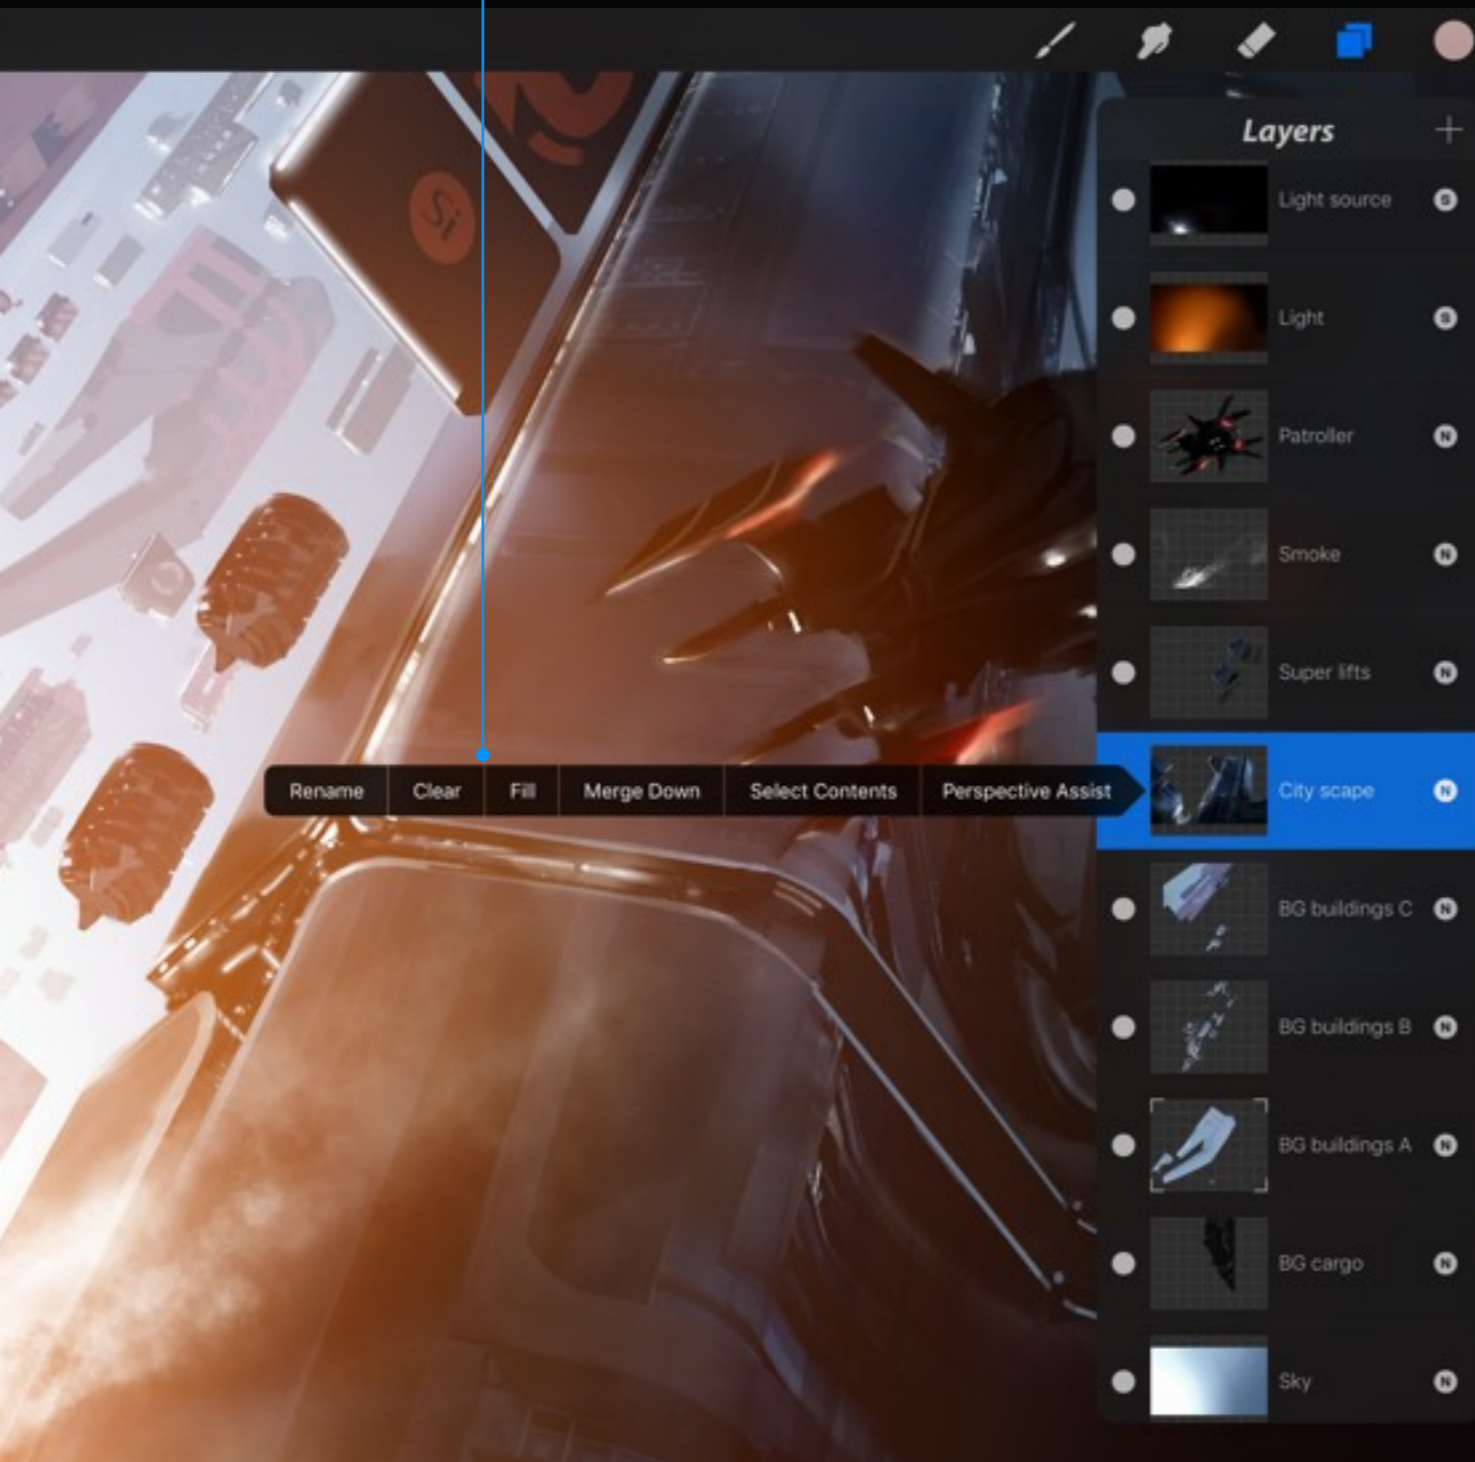 Layers
Light source S
Light S
Patroller N
Smoke N
Super lifts N
City scape N
BG buildings C N
BG buildings B N
BG buildings A N
BG cargo N
Sky N
Rename Clear Fill Merge Down Select Contents Perspective Assist
Si